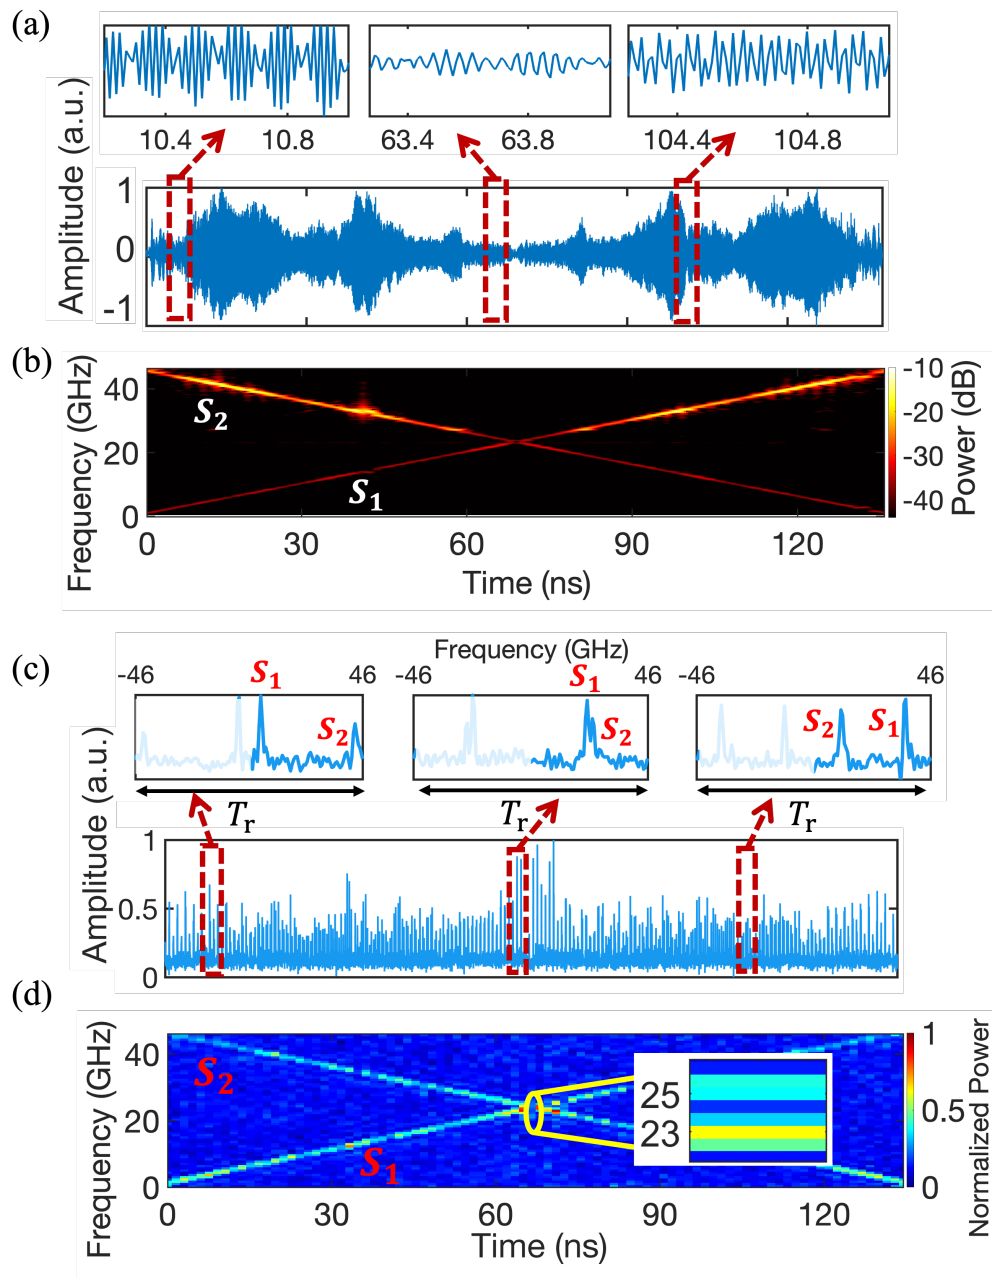 (a)
Amplitude (a.u.)
10.4 10.8 63.4 63.8 104.4 104.8
1
0
-1
(b)
Frequency (GHz)
40
20
0
S2
S1
0 30 60 90 120
Time (ns)
-10
-20
-30
-40
Power (dB)
(c)
Frequency (GHz)
-46 46 -46 46 -46 46
S1 S2
S1 S2
S2 S1
Tr Tr Tr
Amplitude (a.u.)
1
0.5
0
(d)
Frequency (GHz)
40
20
0
S2
S1
25
23
0 30 60 90 120
Time (ns)
1
0.5
0
Normalized Power